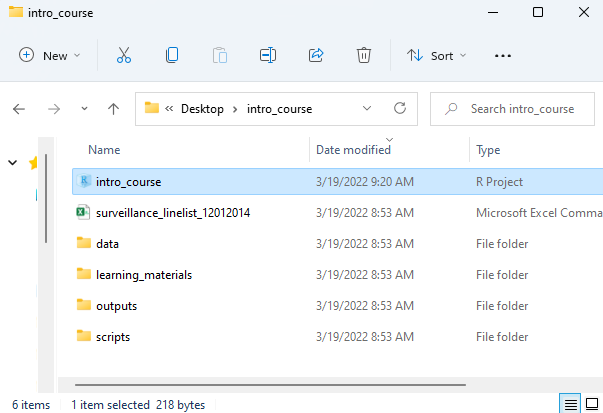 intro_course
New
Sort
« Desktop > intro_course
Search intro_course
Name Date modified Type
intro_course 3/19/2022 9:20 AM R Project
surveillance_linelist_12012014 3/19/2022 8:53 AM Microsoft Excel Comma
data 3/19/2022 8:53 AM File folder
learning_materials 3/19/2022 8:53 AM File folder
outputs 3/19/2022 8:53 AM File folder
scripts 3/19/2022 8:53 AM File folder
6 items 1 item selected 218 bytes